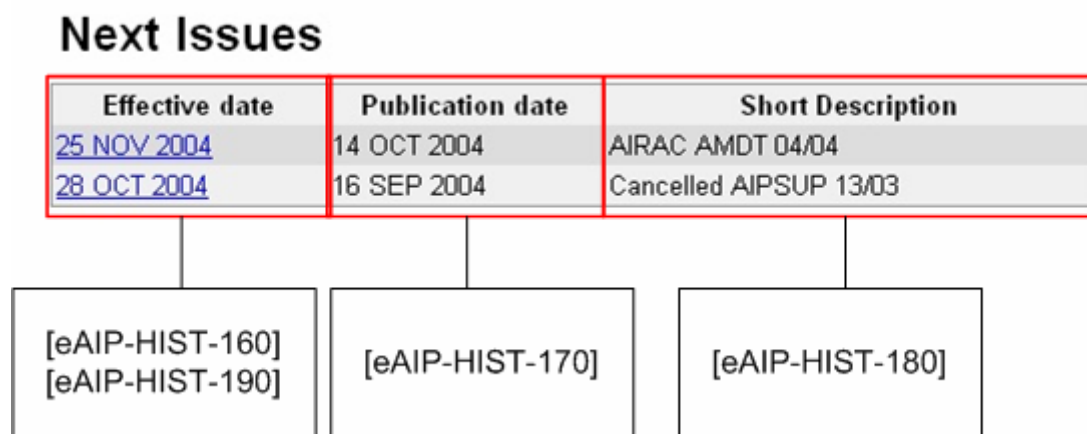 Next Issues
Effective date Publication date Short Description
25 NOV 2004 14 OCT 2004 AIRAC AMDT 04/04
28 OCT 2004 16 SEP 2004 Cancelled AIPSUP 13/03
[eAIP-HIST-160]
[eAIP-HIST-190]
[eAIP-HIST-170]
[eAIP-HIST-180]